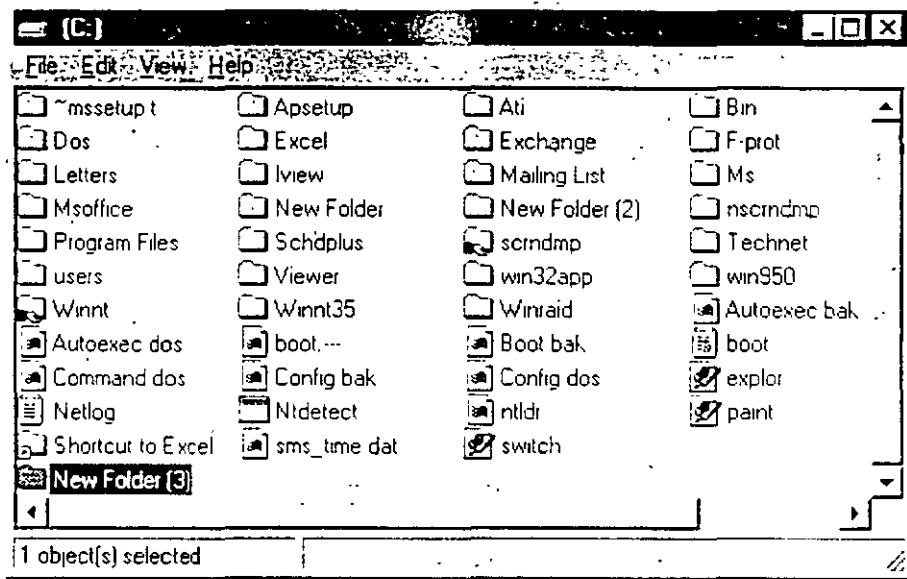 (C:)
File Edit View Help
~mssetup t Apsetup Ati Bin
Dos Excel Exchange F-prot
Letters Iview Mailing List Ms
Msoffice New Folder New Folder (2) nscrndmp
Program Files Schdplus scrndmp Technet
users Viewer win32app win950
Winnt Winnt35 Winraid Autoexec bak
Autoexec dos boot.--- Boot bak boot
Command dos Config bak Config dos explor
Netlog Ntdetect ntldr paint
Shortcut to Excel sms_time dat switch
New Folder (3)
1 object(s) selected